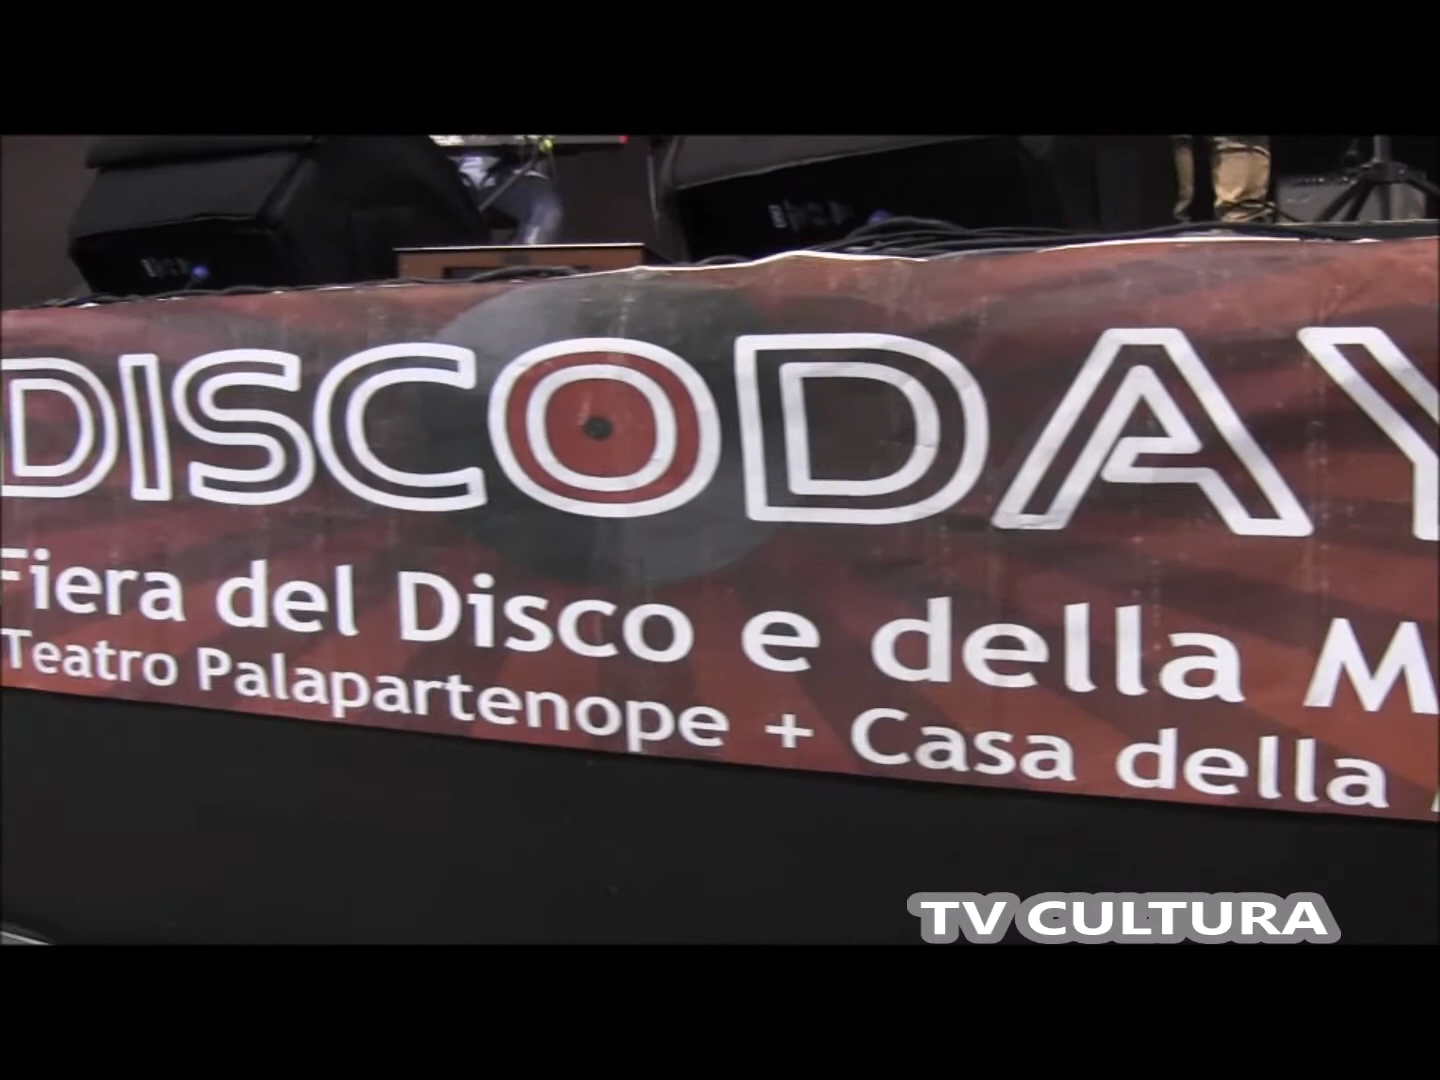 DISCODAY
Fiera del Disco e della M
Teatro Palapartenope + Casa della
TV CULTURA